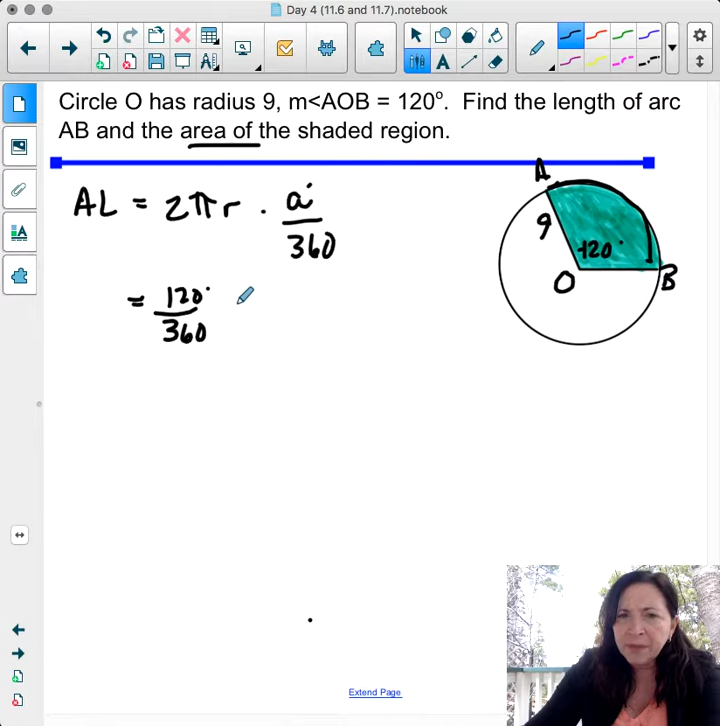 Day 4 (11.6 and 11.7).notebook
Circle O has radius 9, m<AOB = 120°. Find the length of arc
AB and the area of the shaded region.
AL = 2πr · a°/360
= 120°/360
A
9
120°
O
B
Extend Page